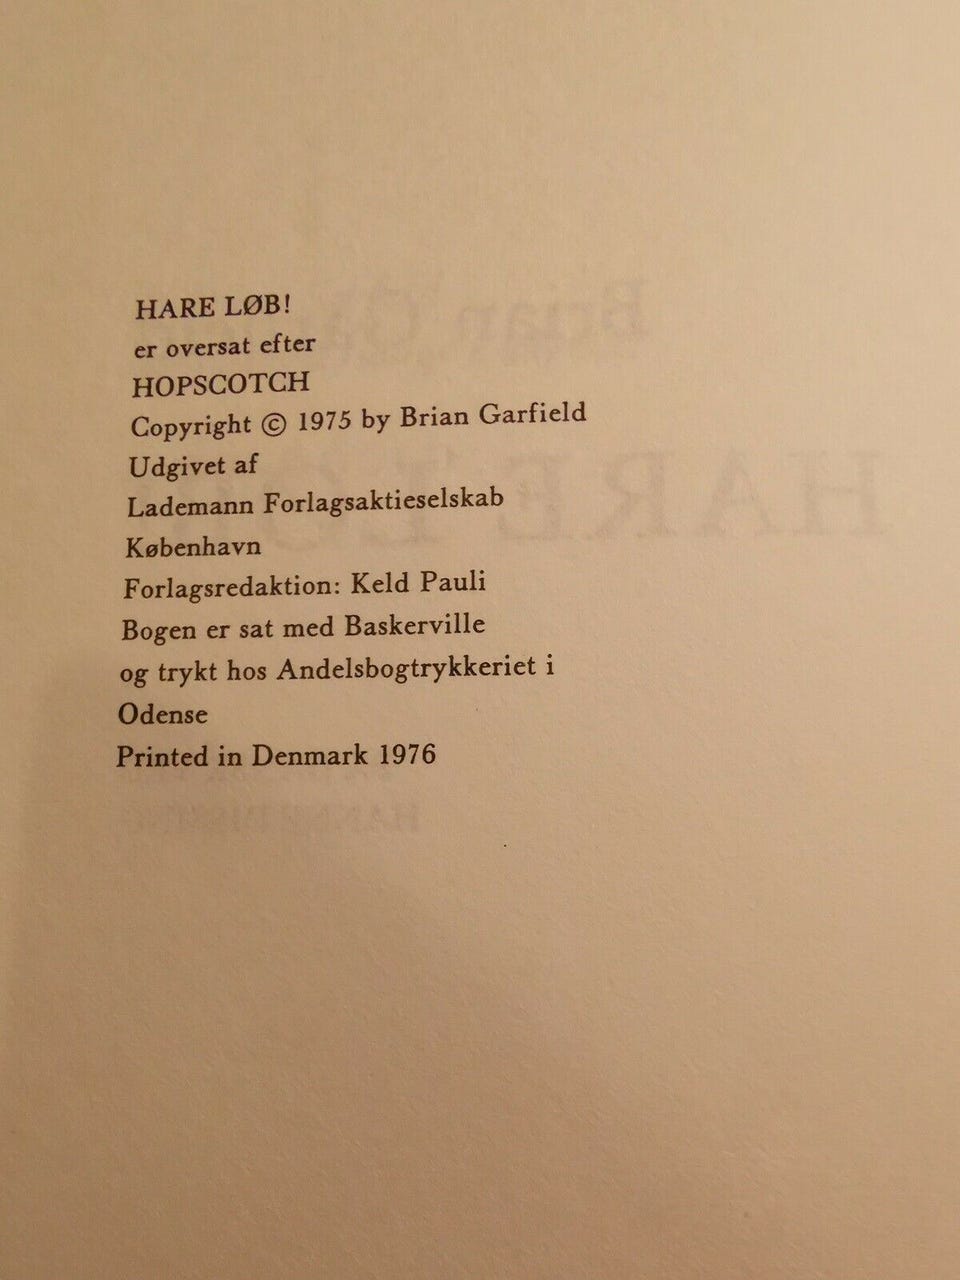 HARE LØB!
er oversat efter
HOPSCOTCH
Copyright © 1975 by Brian Garfield
Udgivet af
Lademann Forlagsaktieselskab
København
Forlagsredaktion: Keld Pauli
Bogen er sat med Baskerville
og trykt hos Andelsbogtrykkeriet i
Odense
Printed in Denmark 1976